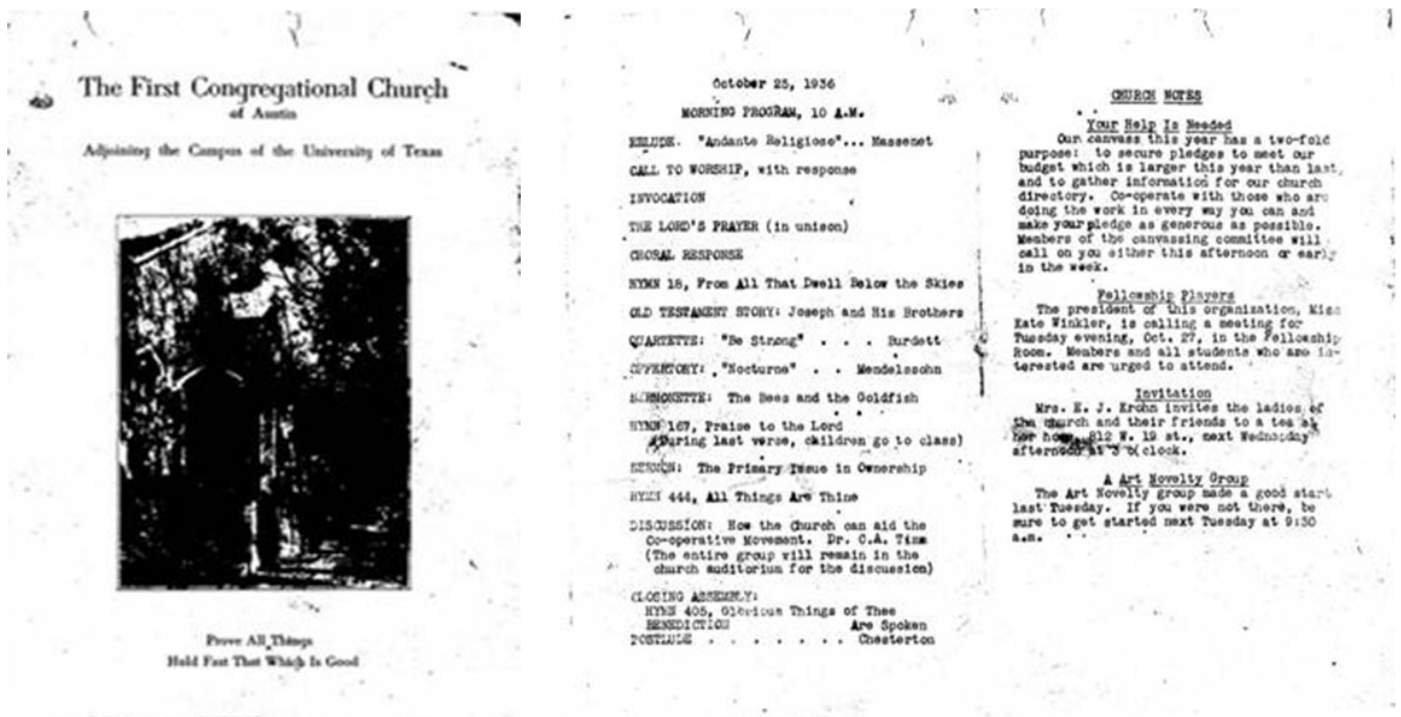 The First Congregational Church
of Austin
Adjoining the Campus of the University of Texas
Prove All Things
Hold Fast That Which Is Good
October 25, 1936
MORNING PROGRAM, 10 A.M.
RELUDE. "Andante Religiose"... Massenet
CALL TO WORSHIP, with response
INVOCATION
THE LORD'S PRAYER (in unison)
CHORAL RESPONSE
HYMN 18, From All That Dwell Below the Skies
OLD TESTAMENT STORY: Joseph and His Brothers
QUARTETTE: "Be Strong" . . . Burdett
OFFERTORY: "Nocturne" . . Mendelssohn
SERMONETTE: The Bees and the Goldfish
HYMN 167, Praise to the Lord
(During last verse, children go to class)
SERMON: The Primary Issue in Ownership
HYMN 444, All Things Are Thine
DISCUSSION: How the Church can aid the
Co-operative Movement. Dr. C.A.
(The entire group will remain in the
church auditorium for the discussion)
CLOSING ASSEMBLY:
HYMN 405, Glorious Things of Thee
BENEDICTION Are Spoken
POSTLUDE . . . . . . . Chesterton
CHURCH NOTES
Your Help Is Needed
Our canvass this year has a two-fold
purpose: to secure pledges to meet our
budget which is larger this year than last,
and to gather information for our church
directory. Co-operate with those who are
doing the work in every way you can and
make your pledge as generous as possible.
Members of the canvassing committee will
call on you either this afternoon or early
in the week.
Fellowship Players
The president of this organization, Miss
Kate Winkler, is calling a meeting for
Tuesday evening, Oct. 27, in the Fellowship
Room. Members and all students who are in-
terested are urged to attend.
Invitation
Mrs. E. J. Krohn invites the ladies of
the church and their friends to a tea at
her home, 812 W. 19 st., next Wednesday
afternoon at 3 o'clock.
A Art Novelty Group
The Art Novelty group made a good start
last Tuesday. If you were not there, be
sure to get started next Tuesday at 9:30
a.m.